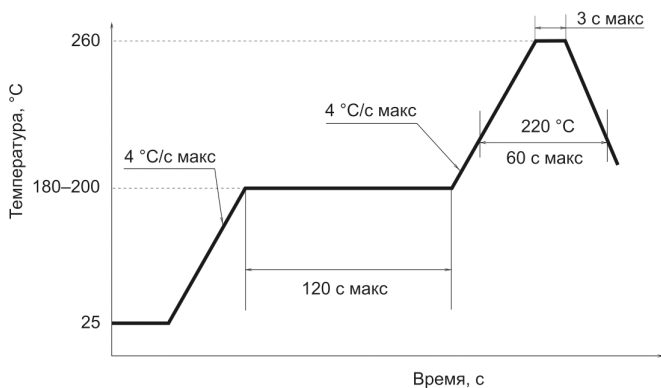 3 с макс
260
Температура, °C
4 °C/с макс
220 °C
60 с макс
4 °C/с макс
180–200
120 с макс
25
Время, с